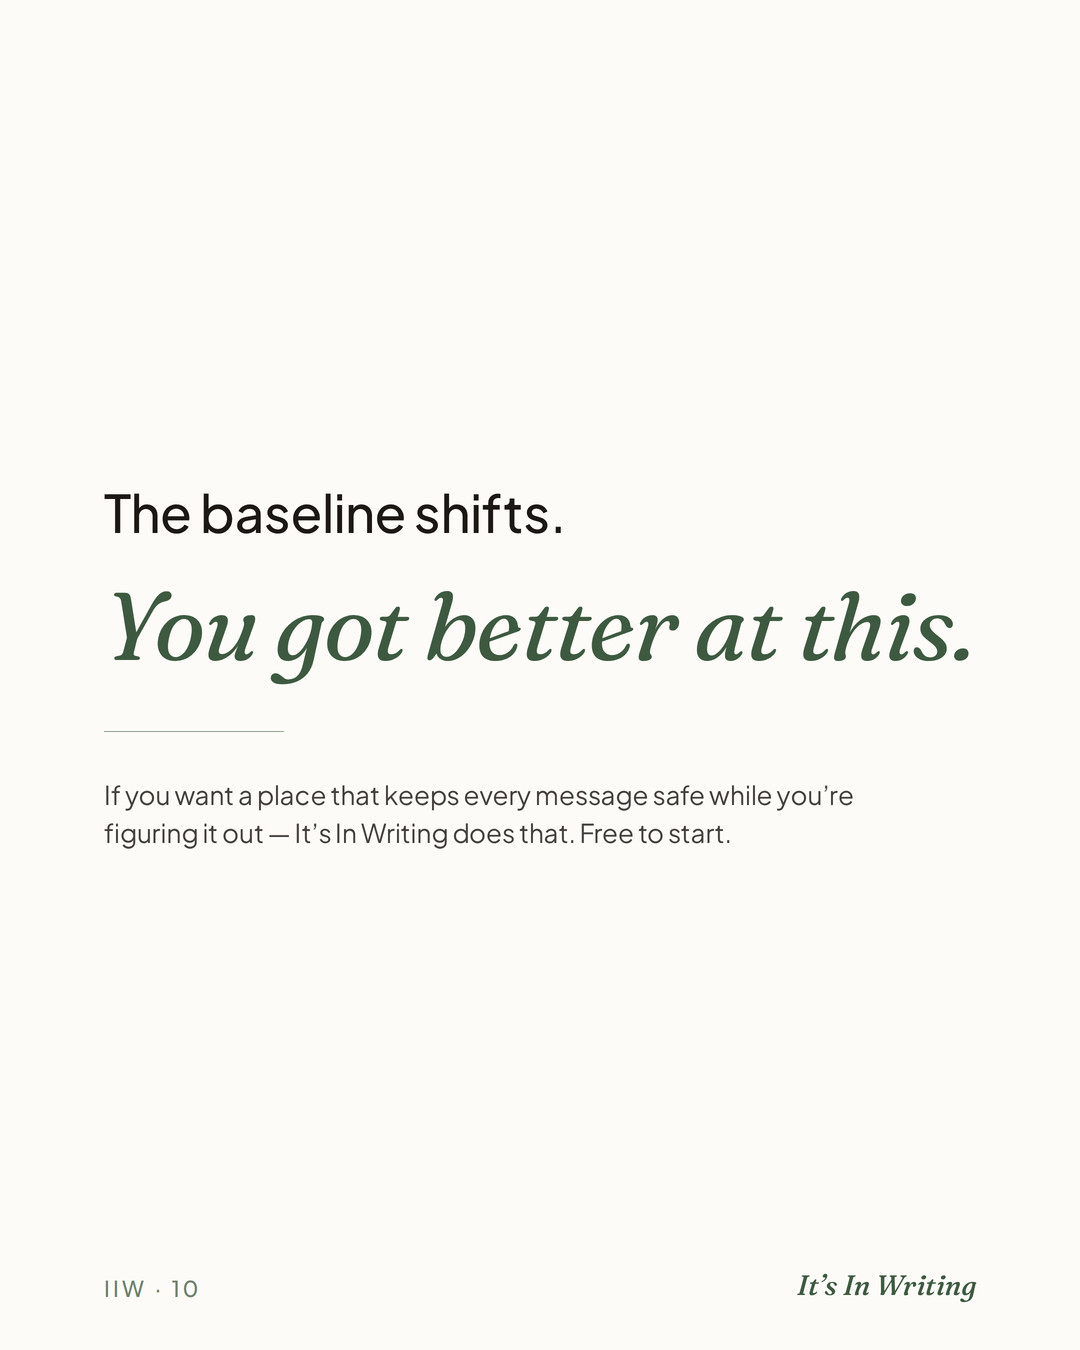 The baseline shifts.
You got better at this.
If you want a place that keeps every message safe while you’re
figuring it out — It’s In Writing does that. Free to start.
IIW · 10
It’s In Writing